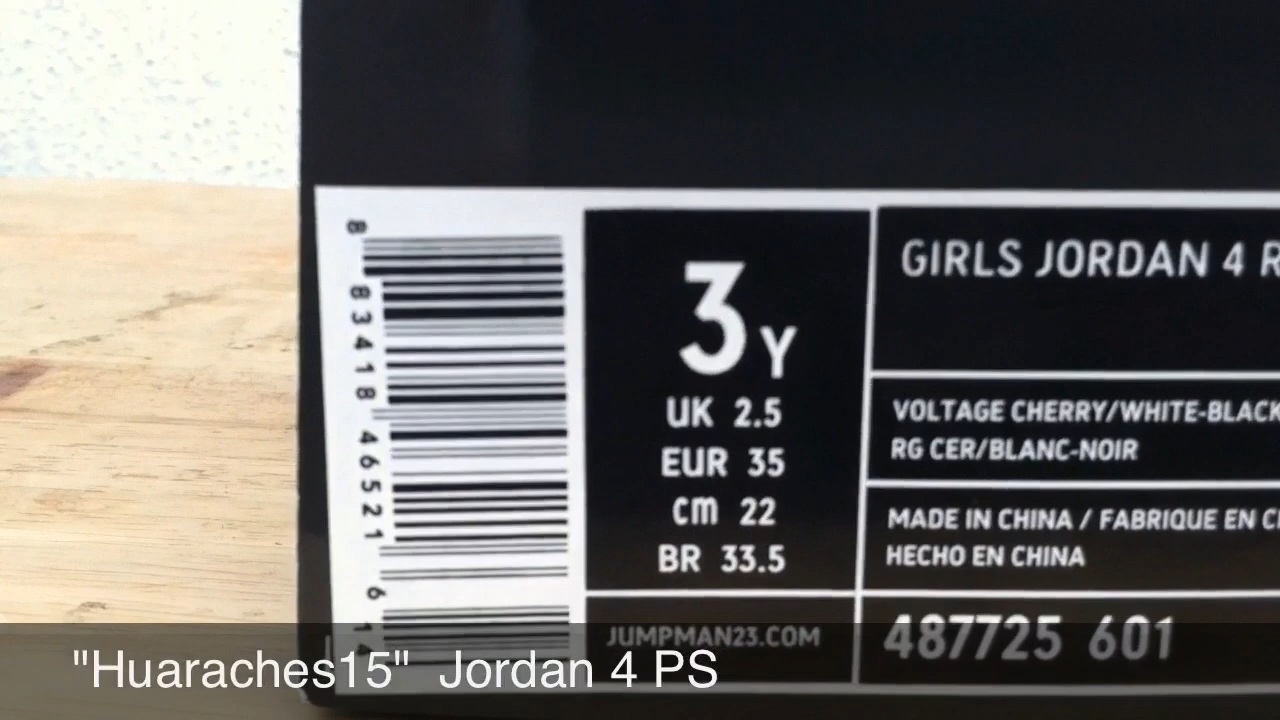 8 83418 46521 6
3Y
UK 2.5
EUR 35
cm 22
BR 33.5
JUMPMAN23.COM
GIRLS JORDAN 4 R
VOLTAGE CHERRY/WHITE-BLACK
RG CER/BLANC-NOIR
MADE IN CHINA / FABRIQUE EN C
HECHO EN CHINA
487725 601
"Huaraches15" Jordan 4 PS